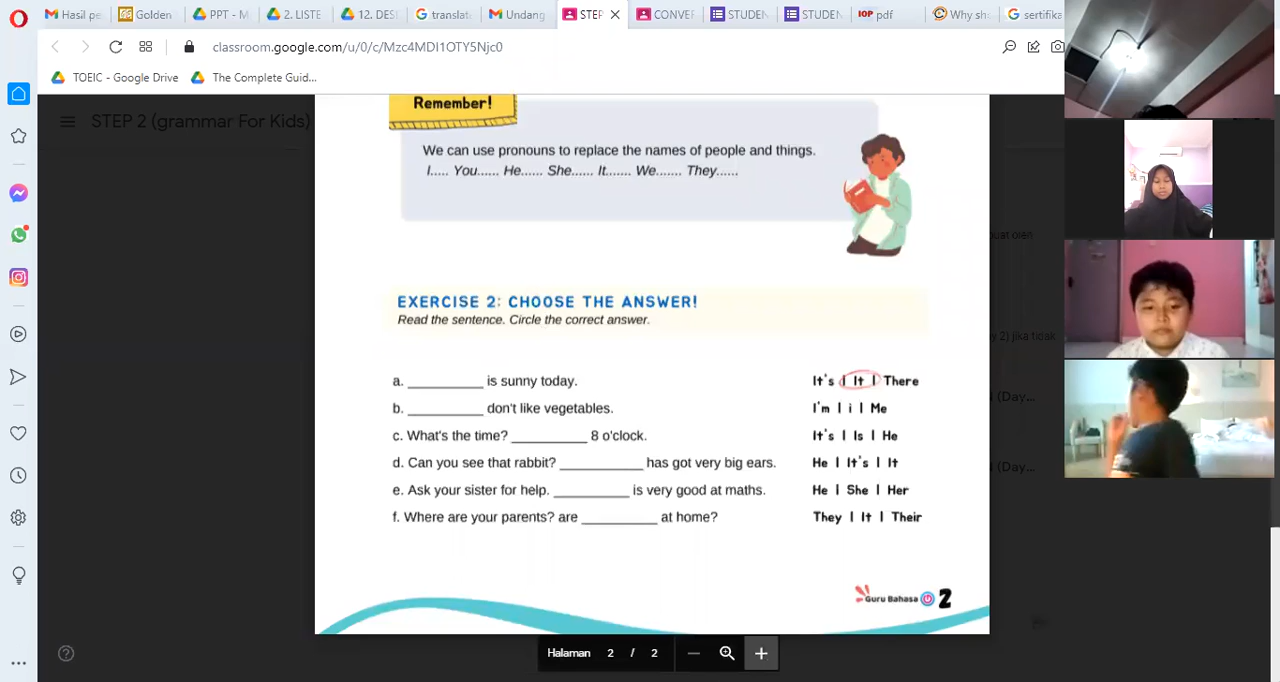 Hasil pe
Golden
PPT - M
2. LISTE
12. DES
translat
Undang
STEP
CONVER
STUDEN
STUDEN
IOP pdf
Why sh
sertifika
classroom.google.com/u/0/c/Mzc4MDI1OTY5Njc0
TOEIC - Google Drive
The Complete Guid...
STEP 2 (grammar For Kids)
Remember!
We can use pronouns to replace the names of people and things.
I..... You...... He...... She...... It....... We....... They......
EXERCISE 2: CHOOSE THE ANSWER!
Read the sentence. Circle the correct answer.
a. __________ is sunny today. It's | It | There
b. __________ don't like vegetables. I'm | i | Me
c. What's the time? __________ 8 o'clock. It's | Is | He
d. Can you see that rabbit? ___________ has got very big ears. He | It's | It
e. Ask your sister for help. __________ is very good at maths. He | She | Her
f. Where are your parents? are __________ at home? They | It | Their
Guru Bahasa 2
(Day...
(Day...
Halaman 2 / 2